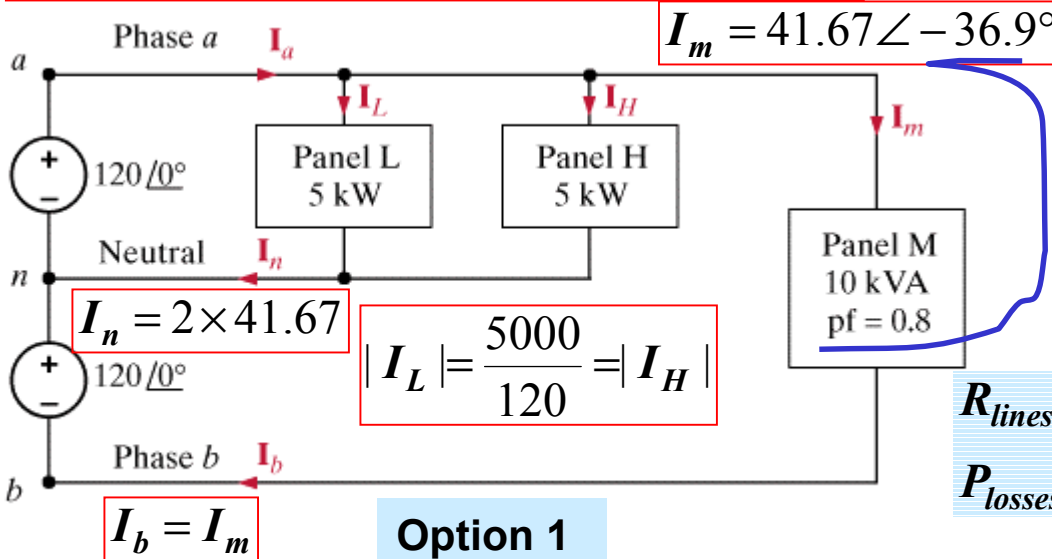 I_m = 41.67∠−36.9°
Phase a
I_a
a
I_L
I_H
I_m
+
120/0°
−
Panel L
5 kW
Panel H
5 kW
Panel M
10 kVA
pf = 0.8
Neutral
I_n
n
I_n = 2×41.67
|I_L| = 5000/120 = |I_H|
+
120/0°
−
R_lines
P_losses
Phase b
I_b
b
I_b = I_m
Option 1